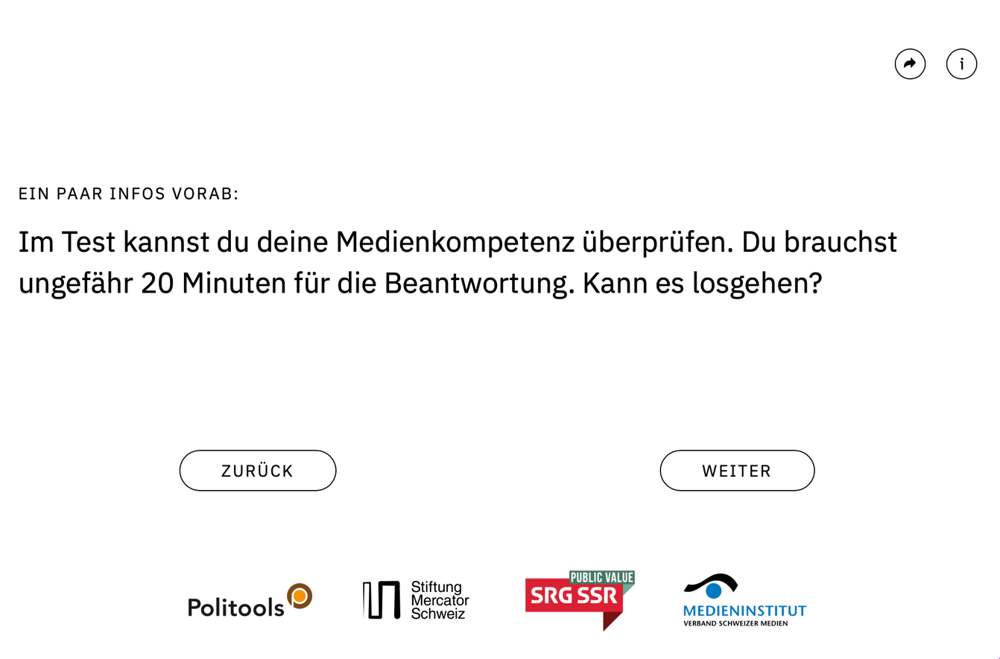 i
EIN PAAR INFOS VORAB:
Im Test kannst du deine Medienkompetenz überprüfen. Du brauchst
ungefähr 20 Minuten für die Beantwortung. Kann es losgehen?
ZURÜCK
WEITER
Politools
Stiftung
Mercator
Schweiz
PUBLIC VALUE
SRG SSR
MEDIENINSTITUT
VERBAND SCHWEIZER MEDIEN